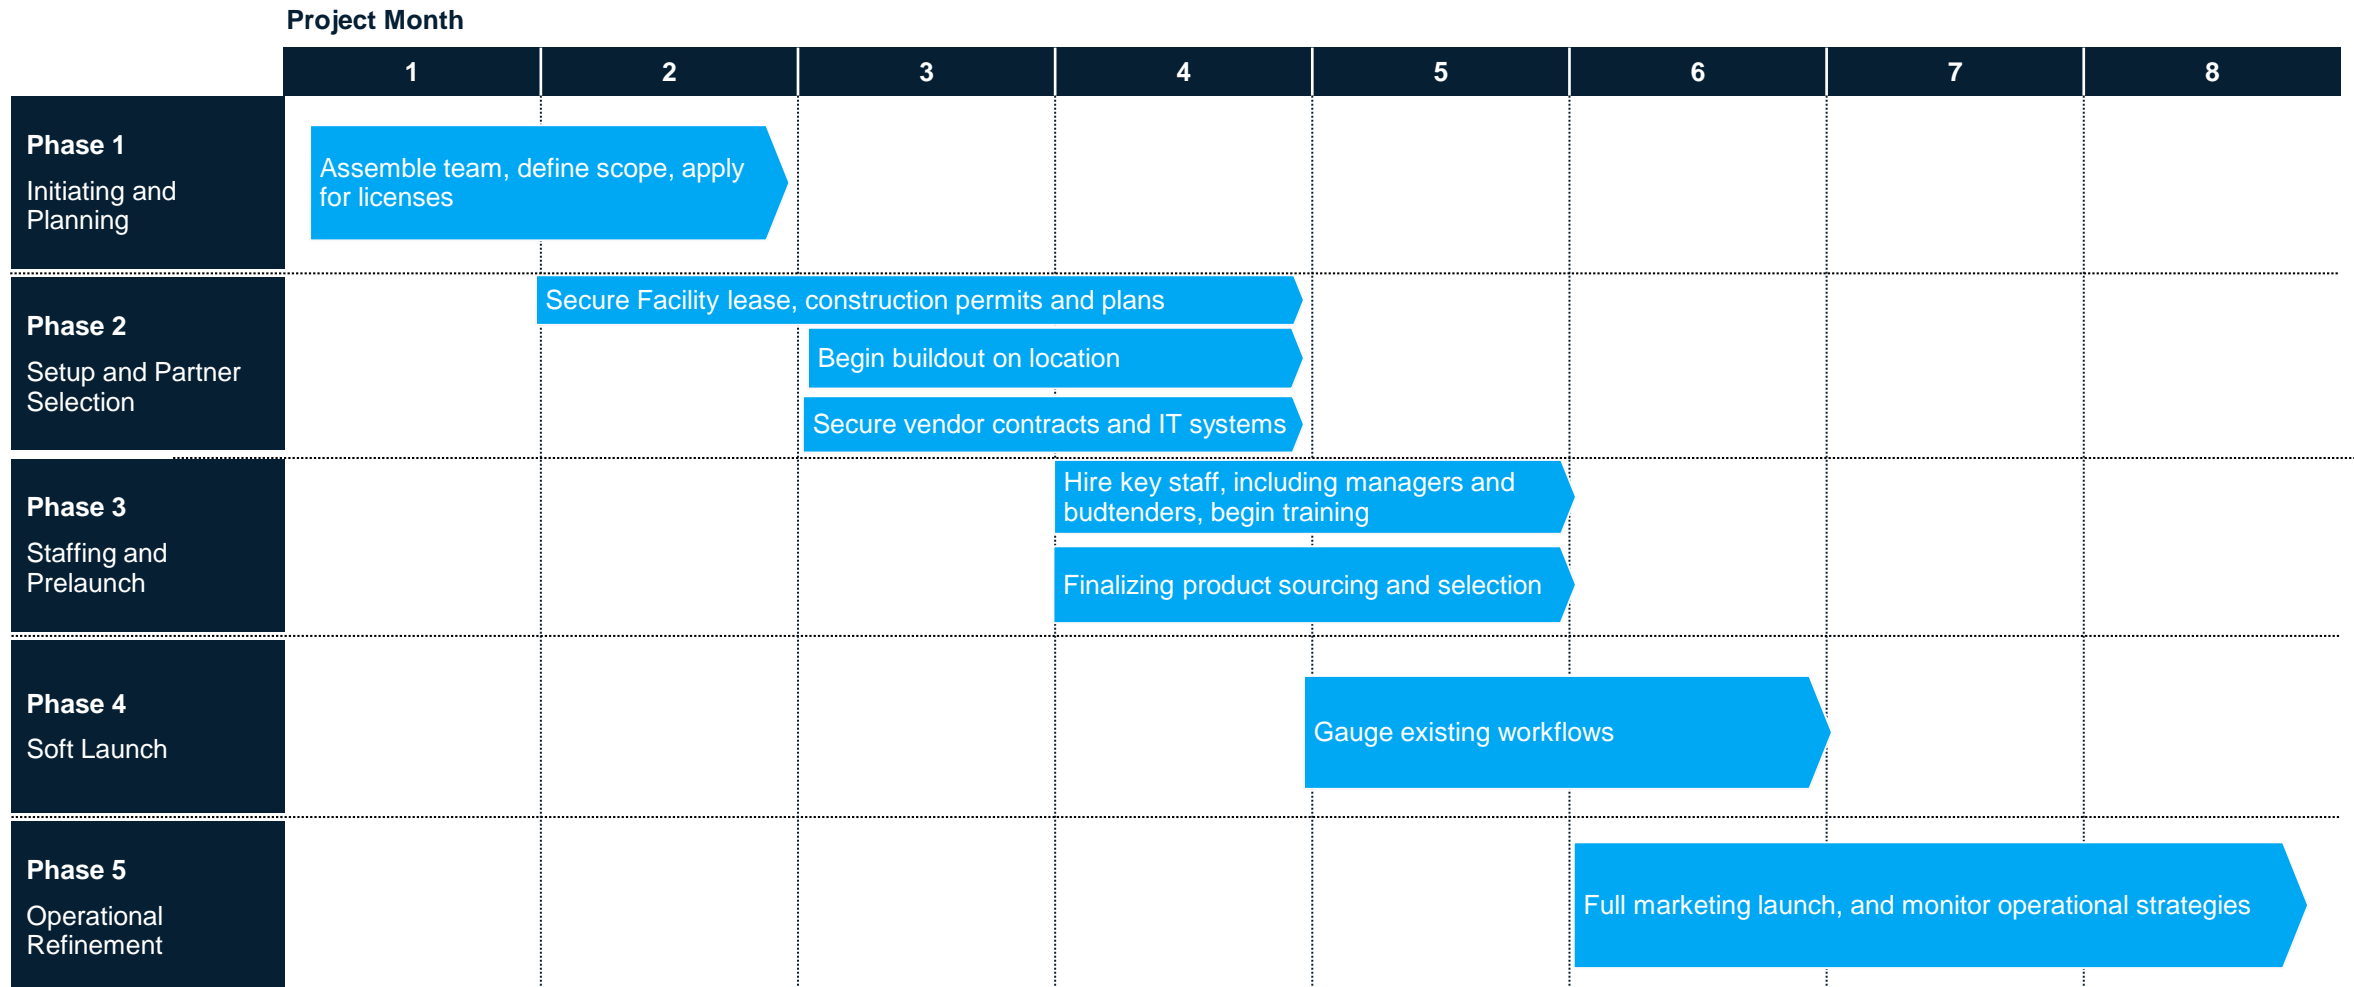 Project Month
1 2 3 4 5 6 7 8
Phase 1
Initiating and
Planning
Assemble team, define scope, apply
for licenses
Phase 2
Setup and Partner
Selection
Secure Facility lease, construction permits and plans
Begin buildout on location
Secure vendor contracts and IT systems
Phase 3
Staffing and
Prelaunch
Hire key staff, including managers and
budtenders, begin training
Finalizing product sourcing and selection
Phase 4
Soft Launch
Gauge existing workflows
Phase 5
Operational
Refinement
Full marketing launch, and monitor operational strategies